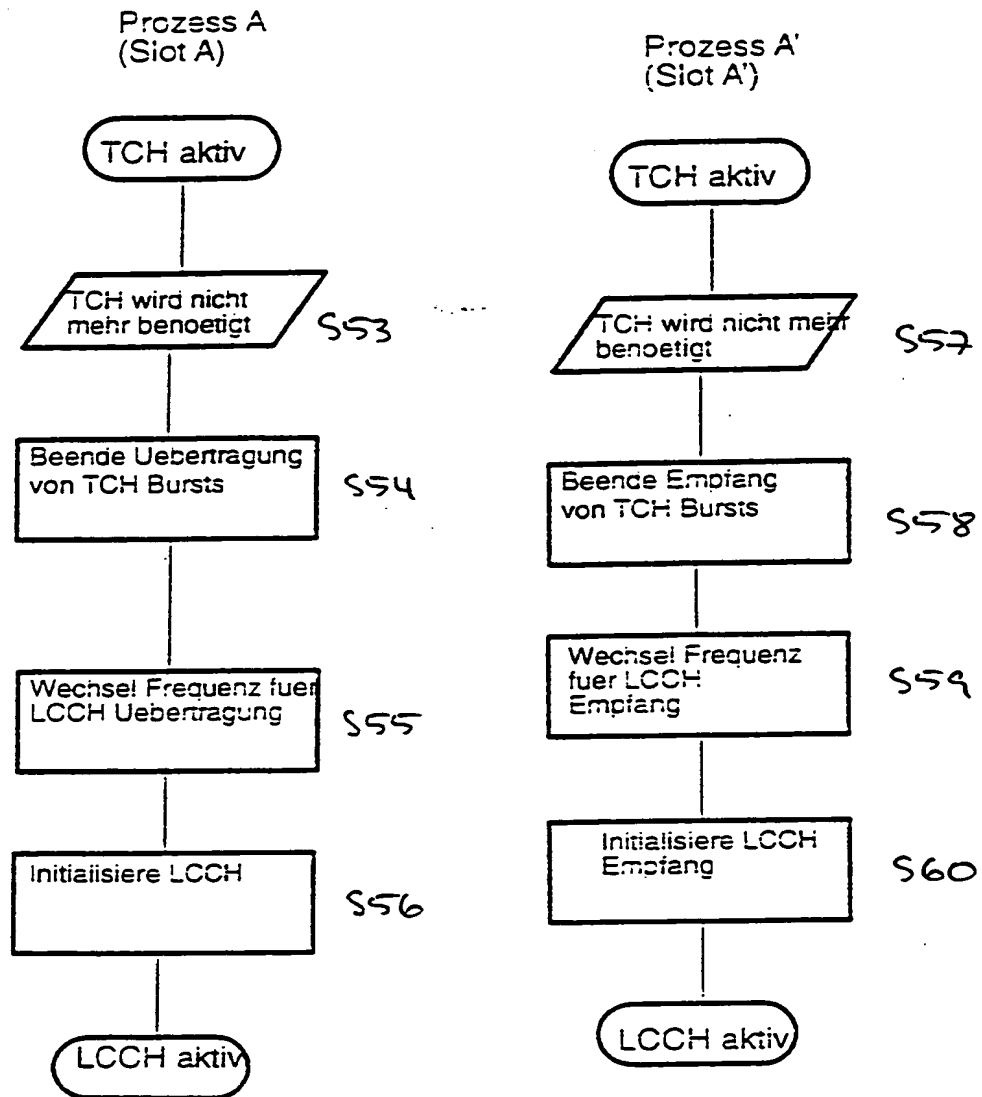 Prozess A
(Slot A)
TCH aktiv
TCH wird nicht
mehr benoetigt
S53
Beende Uebertragung
von TCH Bursts
S54
Wechsel Frequenz fuer
LCCH Uebertragung
S55
Initialisiere LCCH
S56
LCCH aktiv
Prozess A'
(Slot A')
TCH aktiv
TCH wird nicht mehr
benoetigt
S57
Beende Empfang
von TCH Bursts
S58
Wechsel Frequenz
fuer LCCH
Empfang
S59
Initialisiere LCCH
Empfang
S60
LCCH aktiv